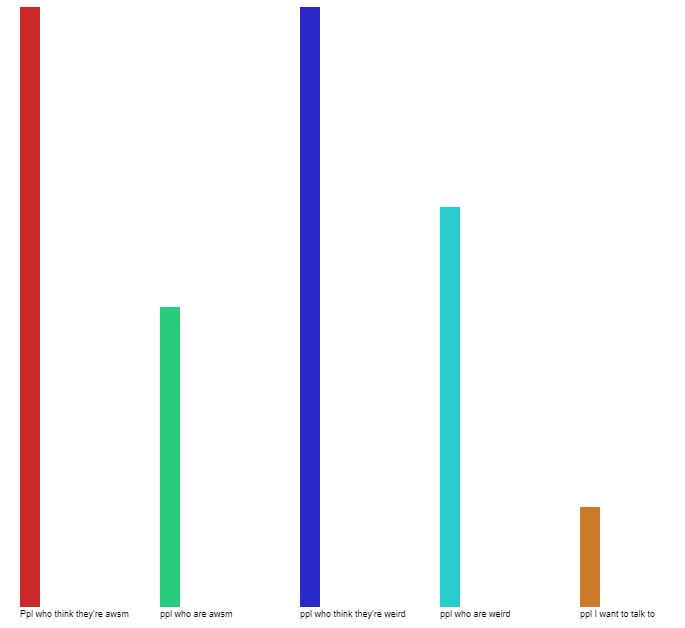 Ppl who think they're awsm
ppl who are awsm
ppl who think they're weird
ppl who are weird
ppl I want to talk to